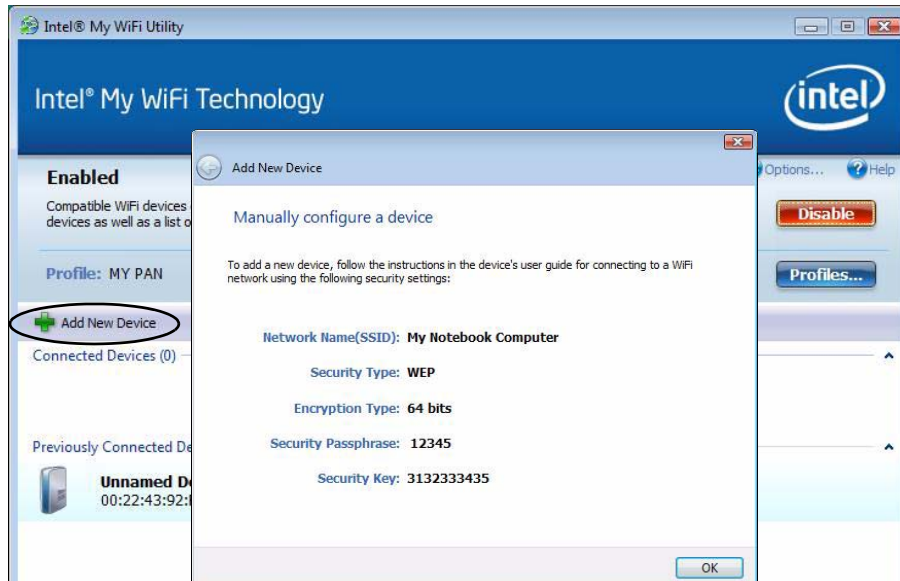 Intel® My WiFi Utility
Intel® My WiFi Technology
intel
Enabled
Compatible WiFi devices
devices as well as a list
Options...
Help
Disable
Profile: MY PAN
Profiles...
Add New Device
Connected Devices (0)
Previously Connected
Unnamed
00:22:43:92:
Add New Device
Manually configure a device
To add a new device, follow the instructions in the device's user guide for connecting to a WiFi
network using the following security settings:
Network Name(SSID): My Notebook Computer
Security Type: WEP
Encryption Type: 64 bits
Security Passphrase: 12345
Security Key: 3132333435
OK